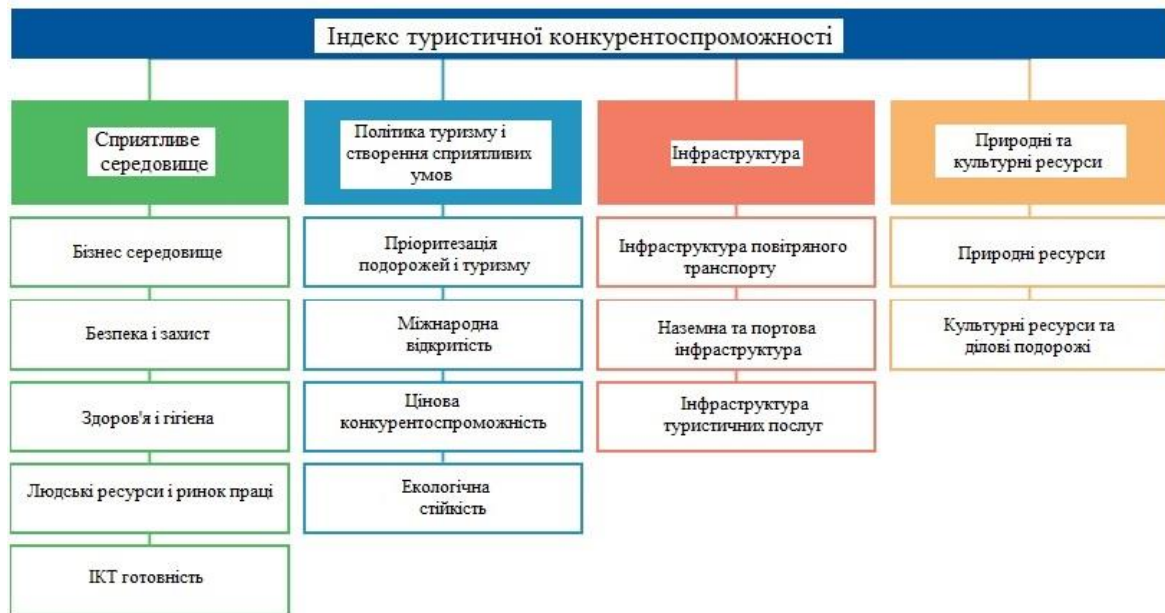 Індекс туристичної конкурентоспроможності
Сприятливе
середовище
Бізнес середовище
Безпека і захист
Здоров'я і гігієна
Людські ресурси і ринок праці
ІКТ готовність
Політика туризму і
створення сприятливих
умов
Пріоритезація
подорожей і туризму
Міжнародна
відкритість
Цінова
конкурентоспроможність
Екологічна
стійкість
Інфраструктура
Інфраструктура повітряного
транспорту
Наземна та портова
інфраструктура
Інфраструктура
туристичних послуг
Природні та
культурні ресурси
Природні ресурси
Культурні ресурси та
ділові подорожі